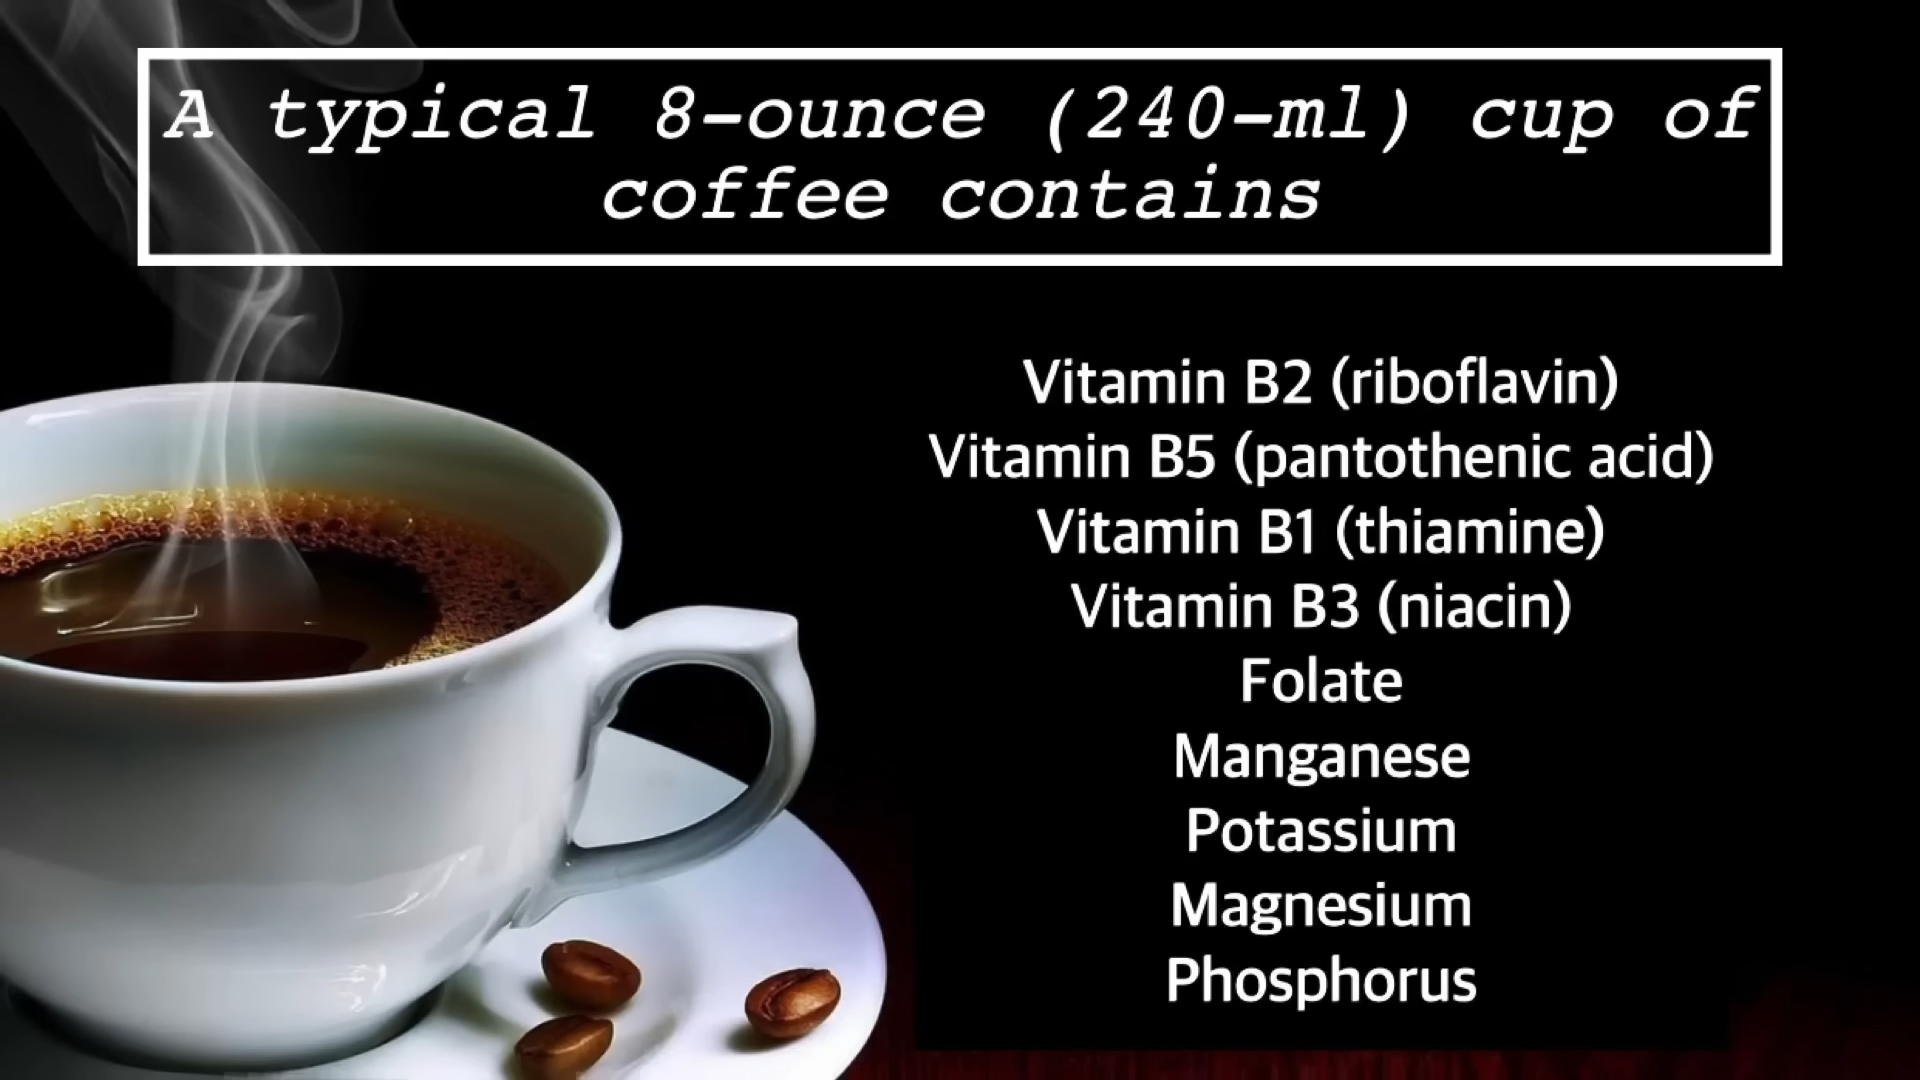 A typical 8-ounce (240-ml) cup of
coffee contains
Vitamin B2 (riboflavin)
Vitamin B5 (pantothenic acid)
Vitamin B1 (thiamine)
Vitamin B3 (niacin)
Folate
Manganese
Potassium
Magnesium
Phosphorus